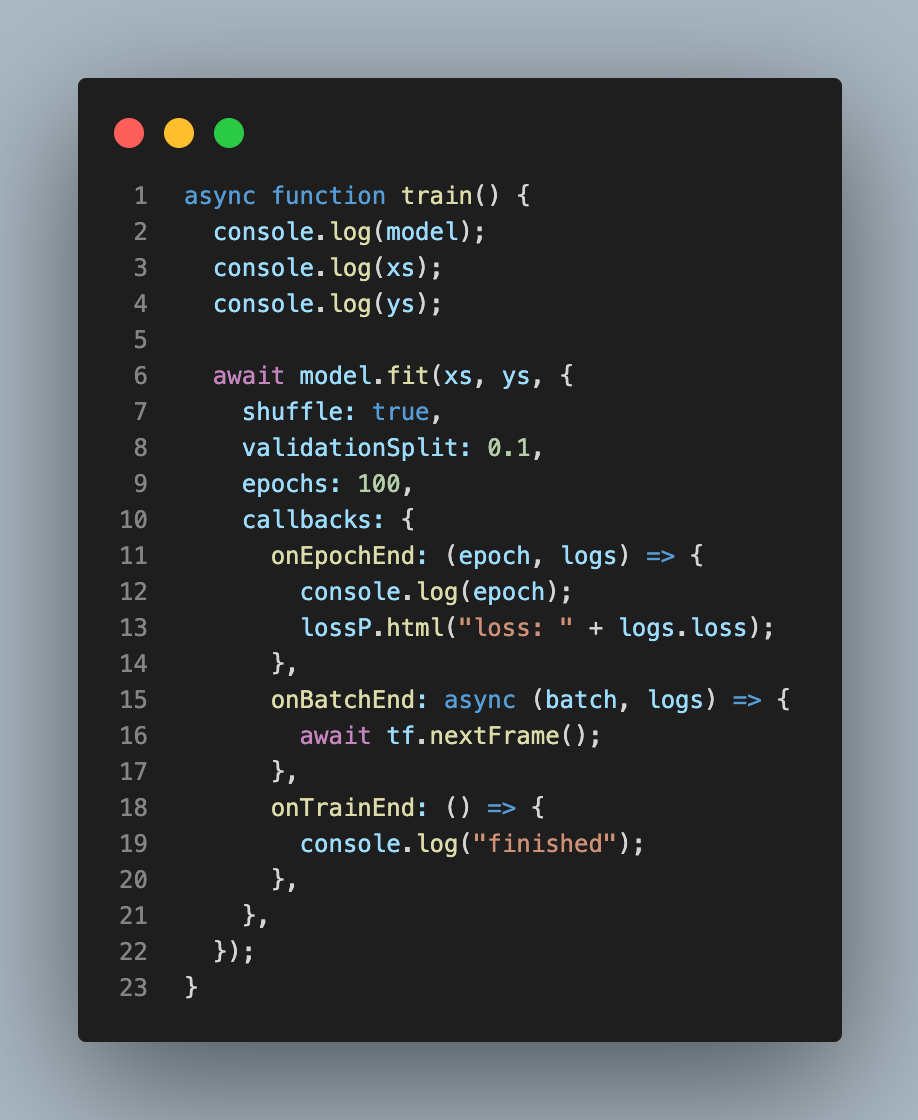 1 async function train() {
2   console.log(model);
3   console.log(xs);
4   console.log(ys);
5
6   await model.fit(xs, ys, {
7     shuffle: true,
8     validationSplit: 0.1,
9     epochs: 100,
10     callbacks: {
11       onEpochEnd: (epoch, logs) => {
12         console.log(epoch);
13         lossP.html("loss: " + logs.loss);
14       },
15       onBatchEnd: async (batch, logs) => {
16         await tf.nextFrame();
17       },
18       onTrainEnd: () => {
19         console.log("finished");
20       },
21     },
22   });
23 }